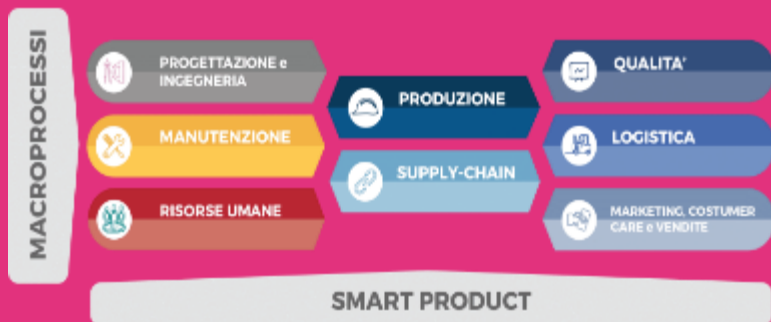 MACROPROCESSI
PROGETTAZIONE e
INGEGNERIA
MANUTENZIONE
RISORSE UMANE
PRODUZIONE
SUPPLY-CHAIN
QUALITA'
LOGISTICA
MARKETING, COSTUMER
CARE e VENDITE
SMART PRODUCT